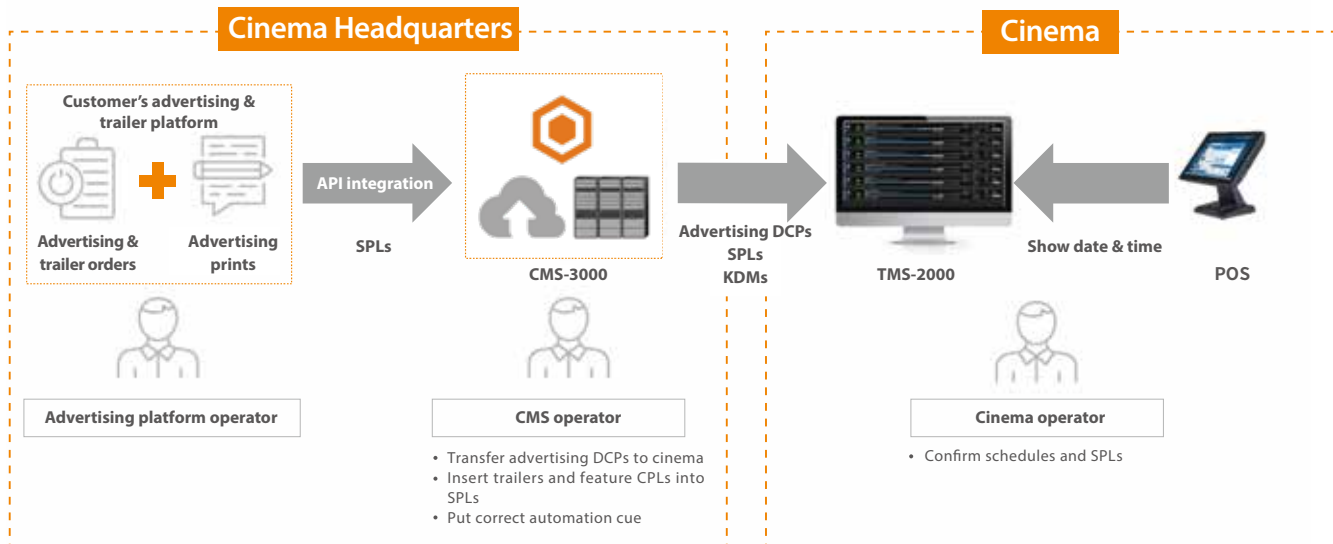 Cinema Headquarters
Cinema
Customer's advertising &
trailer platform
Advertising &
trailer orders
Advertising
prints
API integration
SPLs
CMS-3000
Advertising DCPs
SPLs
KDMs
TMS-2000
Show date & time
POS
Advertising platform operator
CMS operator
• Transfer advertising DCPs to cinema
• Insert trailers and feature CPLs into
SPLs
• Put correct automation cue
Cinema operator
• Confirm schedules and SPLs